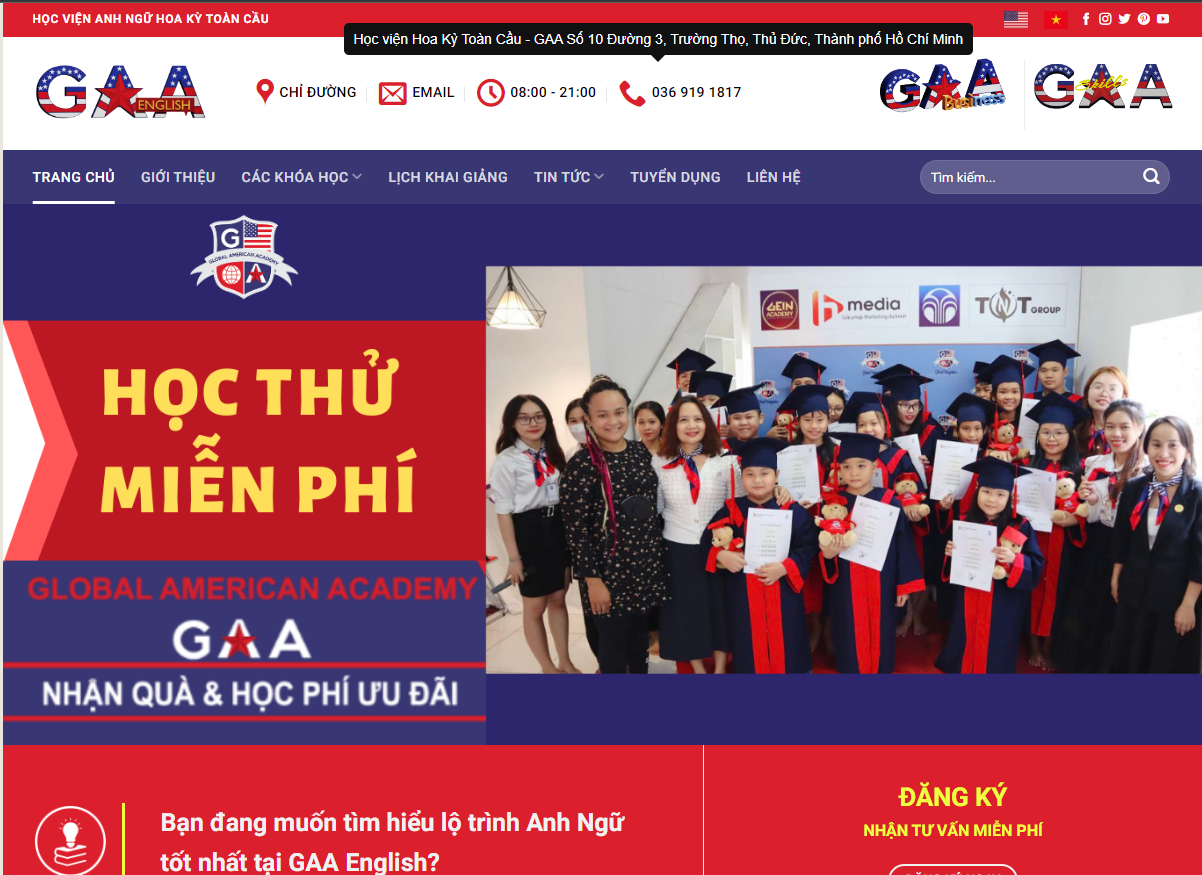 HỌC VIỆN ANH NGỮ HOA KỲ TOÀN CẦU
Học viện Hoa Kỳ Toàn Cầu - GAA Số 10 Đường 3, Trường Thọ, Thủ Đức, Thành phố Hồ Chí Minh
GAA
ENGLISH
CHỈ ĐƯỜNG
EMAIL
08:00 - 21:00
036 919 1817
GAA
Business
GAA
Skills
TRANG CHỦ
GIỚI THIỆU
CÁC KHÓA HỌC
LỊCH KHAI GIẢNG
TIN TỨC
TUYỂN DỤNG
LIÊN HỆ
Tìm kiếm...
G
GLOBAL AMERICAN ACADEMY
A
HỌC THỬ
MIỄN PHÍ
GLOBAL AMERICAN ACADEMY
GAA
NHẬN QUÀ & HỌC PHÍ ƯU ĐÃI
GEIN
ACADEMY
media
TNT GROUP
Bạn đang muốn tìm hiểu lộ trình Anh Ngữ
tốt nhất tại GAA English?
ĐĂNG KÝ
NHẬN TƯ VẤN MIỄN PHÍ